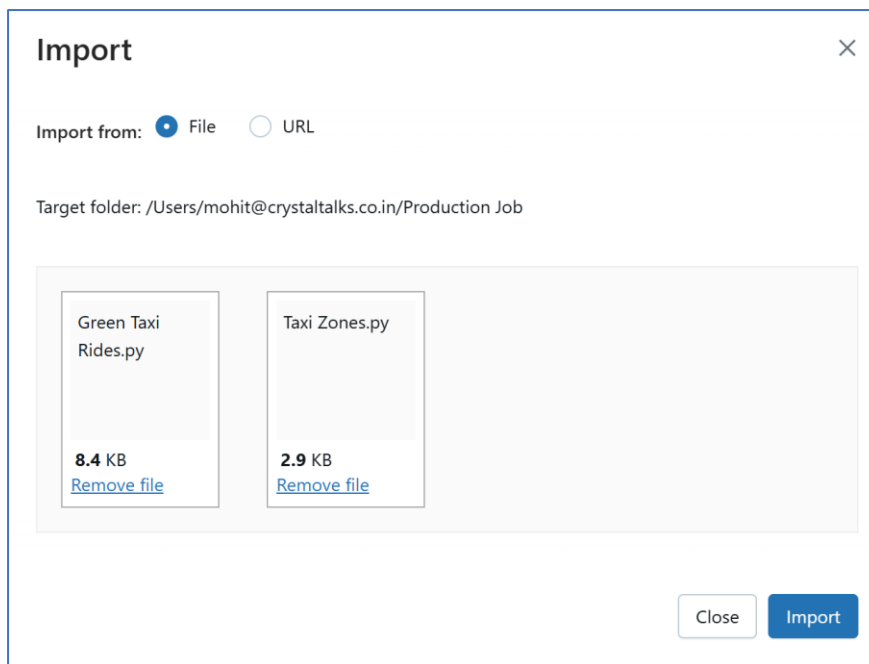 Import
Import from: File URL
Target folder: /Users/mohit@crystaltalks.co.in/Production Job
Green Taxi
Rides.py
8.4 KB
Remove file
Taxi Zones.py
2.9 KB
Remove file
Close Import